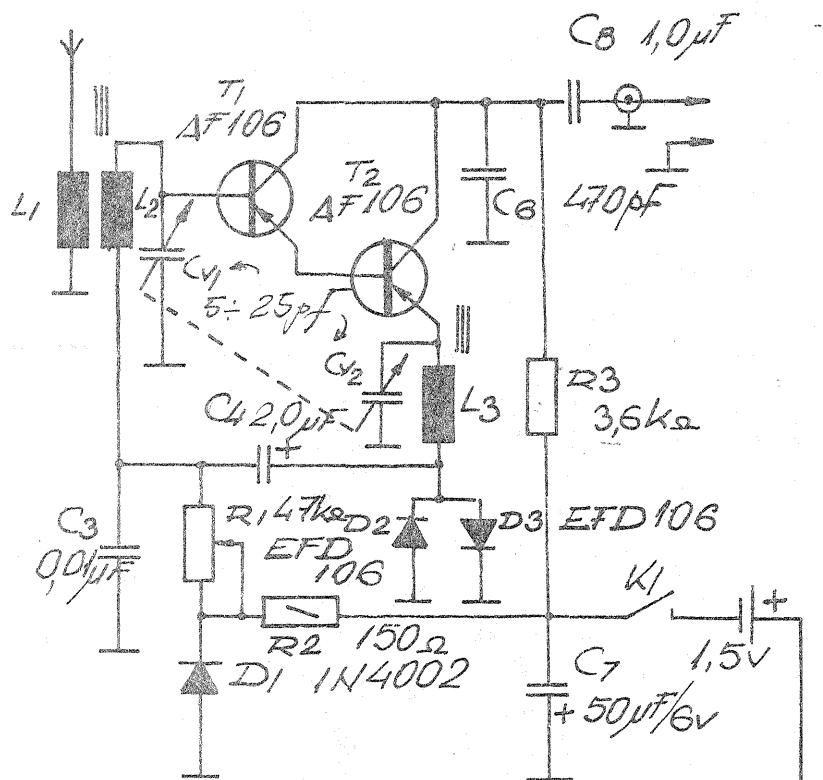 C8 1,0μF
T1
AF106
T2
AF106
L1
L2
C6
470pF
Cv1
5÷25pf
Cv2
L3
R3
3,6kΩ
C4 2,0μF
+
C3
0,01μF
R1 47kΩ
EFD
106
D2
D3 EFD106
K1
+
1,5v
R2 150Ω
D1 1N4002
C7
+ 50μF/6v